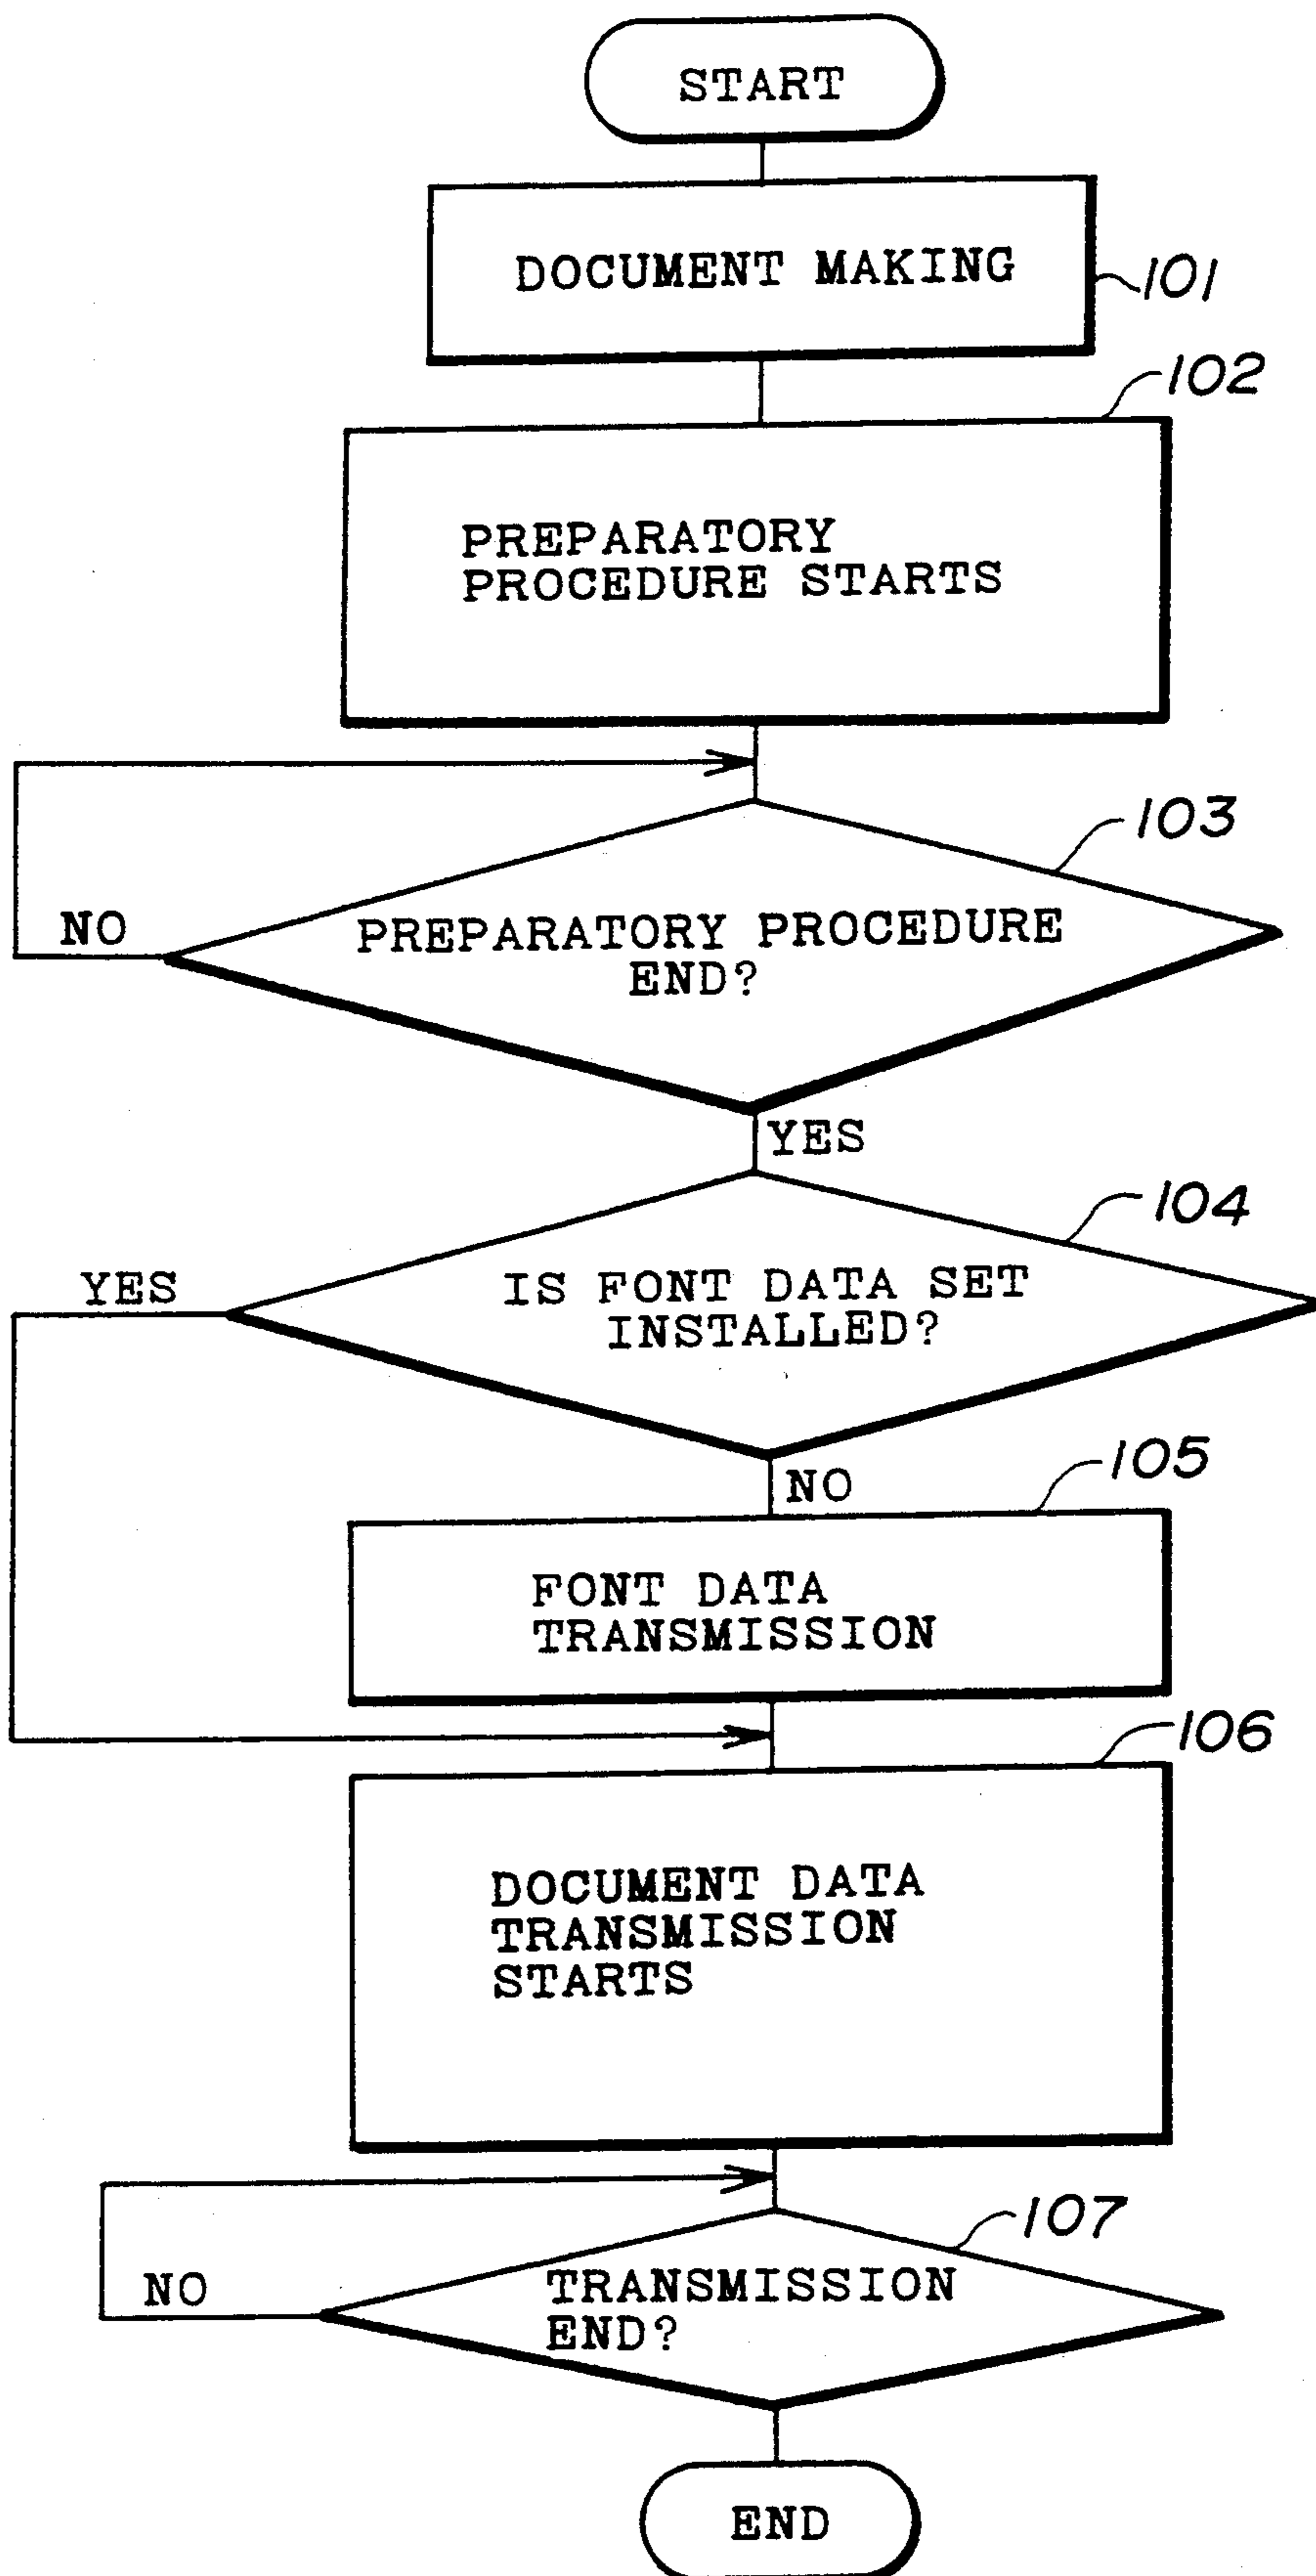 START
DOCUMENT MAKING
101
102
PREPARATORY
PROCEDURE STARTS
103
NO
PREPARATORY PROCEDURE
END?
YES
104
YES
IS FONT DATA SET
INSTALLED?
105
NO
FONT DATA
TRANSMISSION
106
DOCUMENT DATA
TRANSMISSION
STARTS
107
NO
TRANSMISSION
END?
END